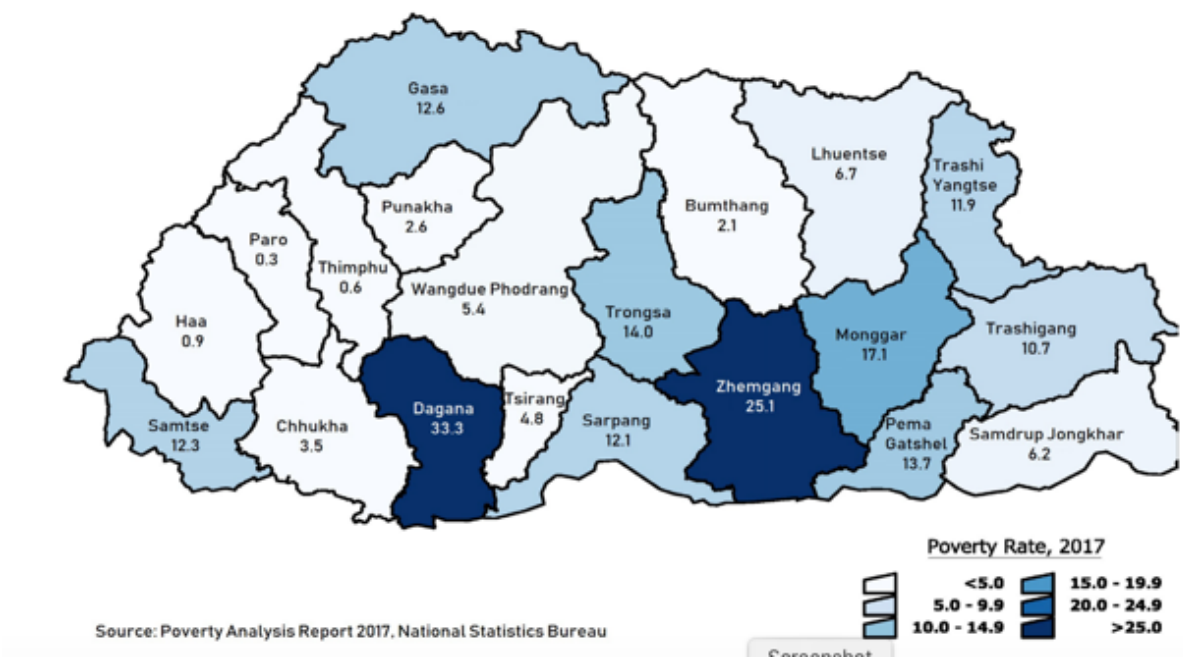 Gasa
12.6
Lhuentse
6.7
Trashi
Yangtse
11.9
Punakha
2.6
Bumthang
2.1
Paro
0.3
Thimphu
0.6
Wangdue Phodrang
5.4
Trongsa
14.0
Haa
0.9
Monggar
17.1
Trashigang
10.7
Zhemgang
25.1
Dagana
33.3
Tsirang
4.8
Sarpang
12.1
Samtse
12.3
Chhukha
3.5
Pema
Gatshel
13.7
Samdrup Jongkhar
6.2
Poverty Rate, 2017
<5.0
5.0 - 9.9
10.0 - 14.9
15.0 - 19.9
20.0 - 24.9
>25.0
Source: Poverty Analysis Report 2017, National Statistics Bureau
Screenshot